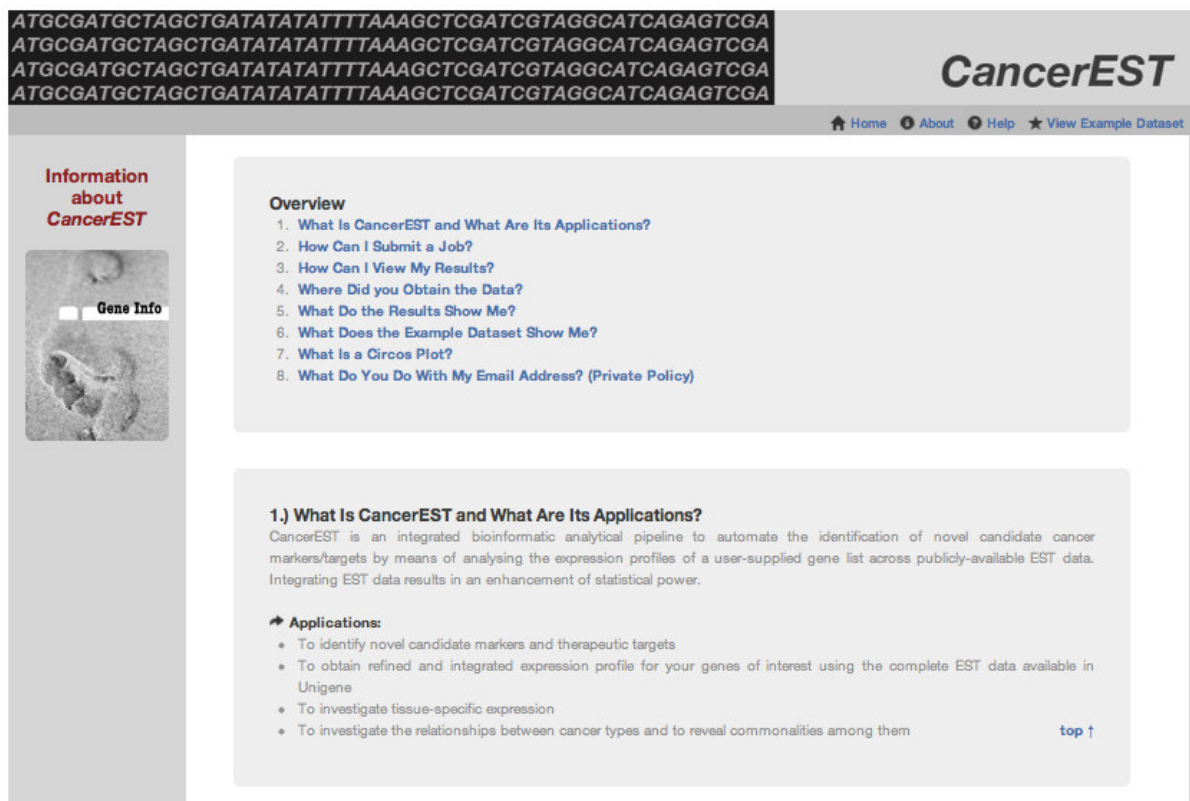 ATGCGATGCTAGCTGATATATATTTTAAAGCTCGATCGTAGGCATCAGAGTCGA
ATGCGATGCTAGCTGATATATATTTTAAAGCTCGATCGTAGGCATCAGAGTCGA
ATGCGATGCTAGCTGATATATATTTTAAAGCTCGATCGTAGGCATCAGAGTCGA
ATGCGATGCTAGCTGATATATATTTTAAAGCTCGATCGTAGGCATCAGAGTCGA
CancerEST
Home About Help View Example Dataset
Information
about
CancerEST
Gene Info
Overview
1. What Is CancerEST and What Are Its Applications?
2. How Can I Submit a Job?
3. How Can I View My Results?
4. Where Did you Obtain the Data?
5. What Do the Results Show Me?
6. What Does the Example Dataset Show Me?
7. What Is a Circos Plot?
8. What Do You Do With My Email Address? (Private Policy)
1.) What Is CancerEST and What Are Its Applications?
CancerEST is an integrated bioinformatic analytical pipeline to automate the identification of novel candidate cancer
markers/targets by means of analysing the expression profiles of a user-supplied gene list across publicly-available EST data.
Integrating EST data results in an enhancement of statistical power.
Applications:
• To identify novel candidate markers and therapeutic targets
• To obtain refined and integrated expression profile for your genes of interest using the complete EST data available in
Unigene
• To investigate tissue-specific expression
• To investigate the relationships between cancer types and to reveal commonalities among them
top ↑